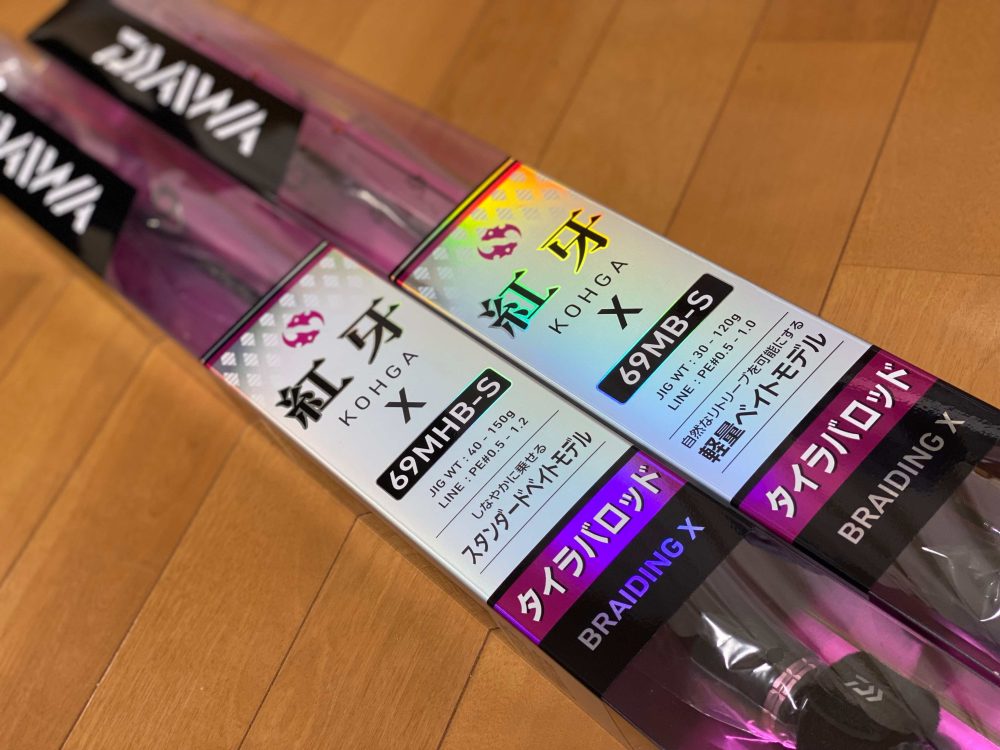 DAIWA
紅牙
KOHGA
X
69MHB-S
JIG WT : 40 - 150g
LINE : PE#0.5 - 1.2
しなやかに乗せる
スタンダードベイトモデル
タイラバロッド
BRAIDING X
DAIWA
紅牙
KOHGA
X
69MB-S
JIG WT : 30 - 120g
LINE : PE#0.5 - 1.0
自然なリトリーブを可能にする
軽量ベイトモデル
タイラバロッド
BRAIDING X